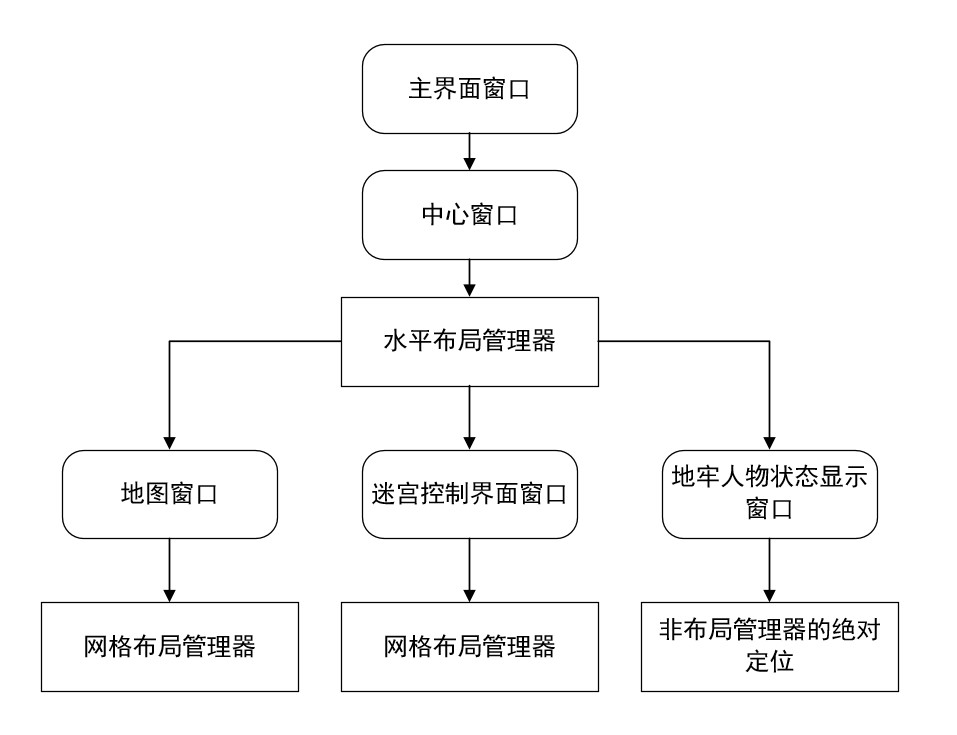 主界面窗口
中心窗口
水平布局管理器
地图窗口
迷宫控制界面窗口
地牢人物状态显示
窗口
网格布局管理器
网格布局管理器
非布局管理器的绝对
定位